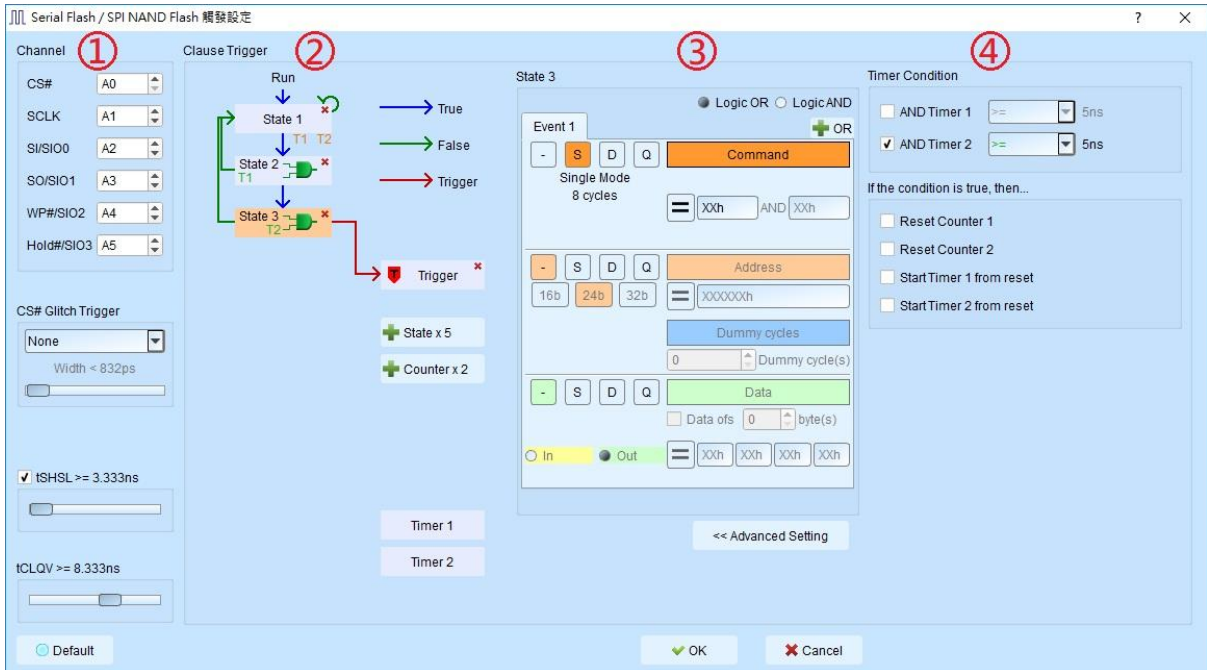 Serial Flash / SPI NAND Flash 觸發設定
?
Channel
①
CS# A0
SCLK A1
SI/SIO0 A2
SO/SIO1 A3
WP#/SIO2 A4
Hold#/SIO3 A5
CS# Glitch Trigger
None
Width < 832ps
tSHSL >= 3.333ns
tCLQV >= 8.333ns
Default
Clause Trigger
②
Run
State 1
T1 T2
State 2
T1
State 3
T2
True
False
Trigger
T Trigger
State x 5
Counter x 2
Timer 1
Timer 2
③
State 3
Logic OR Logic AND
Event 1
OR
- S D Q Command
Single Mode
8 cycles
= XXh AND XXh
- S D Q Address
16b 24b 32b = XXXXXXh
Dummy cycles
0 Dummy cycle(s)
- S D Q Data
Data ofs 0 byte(s)
In Out = XXh XXh XXh XXh
<< Advanced Setting
OK Cancel
④
Timer Condition
AND Timer 1 >= 5ns
AND Timer 2 >= 5ns
If the condition is true, then...
Reset Counter 1
Reset Counter 2
Start Timer 1 from reset
Start Timer 2 from reset